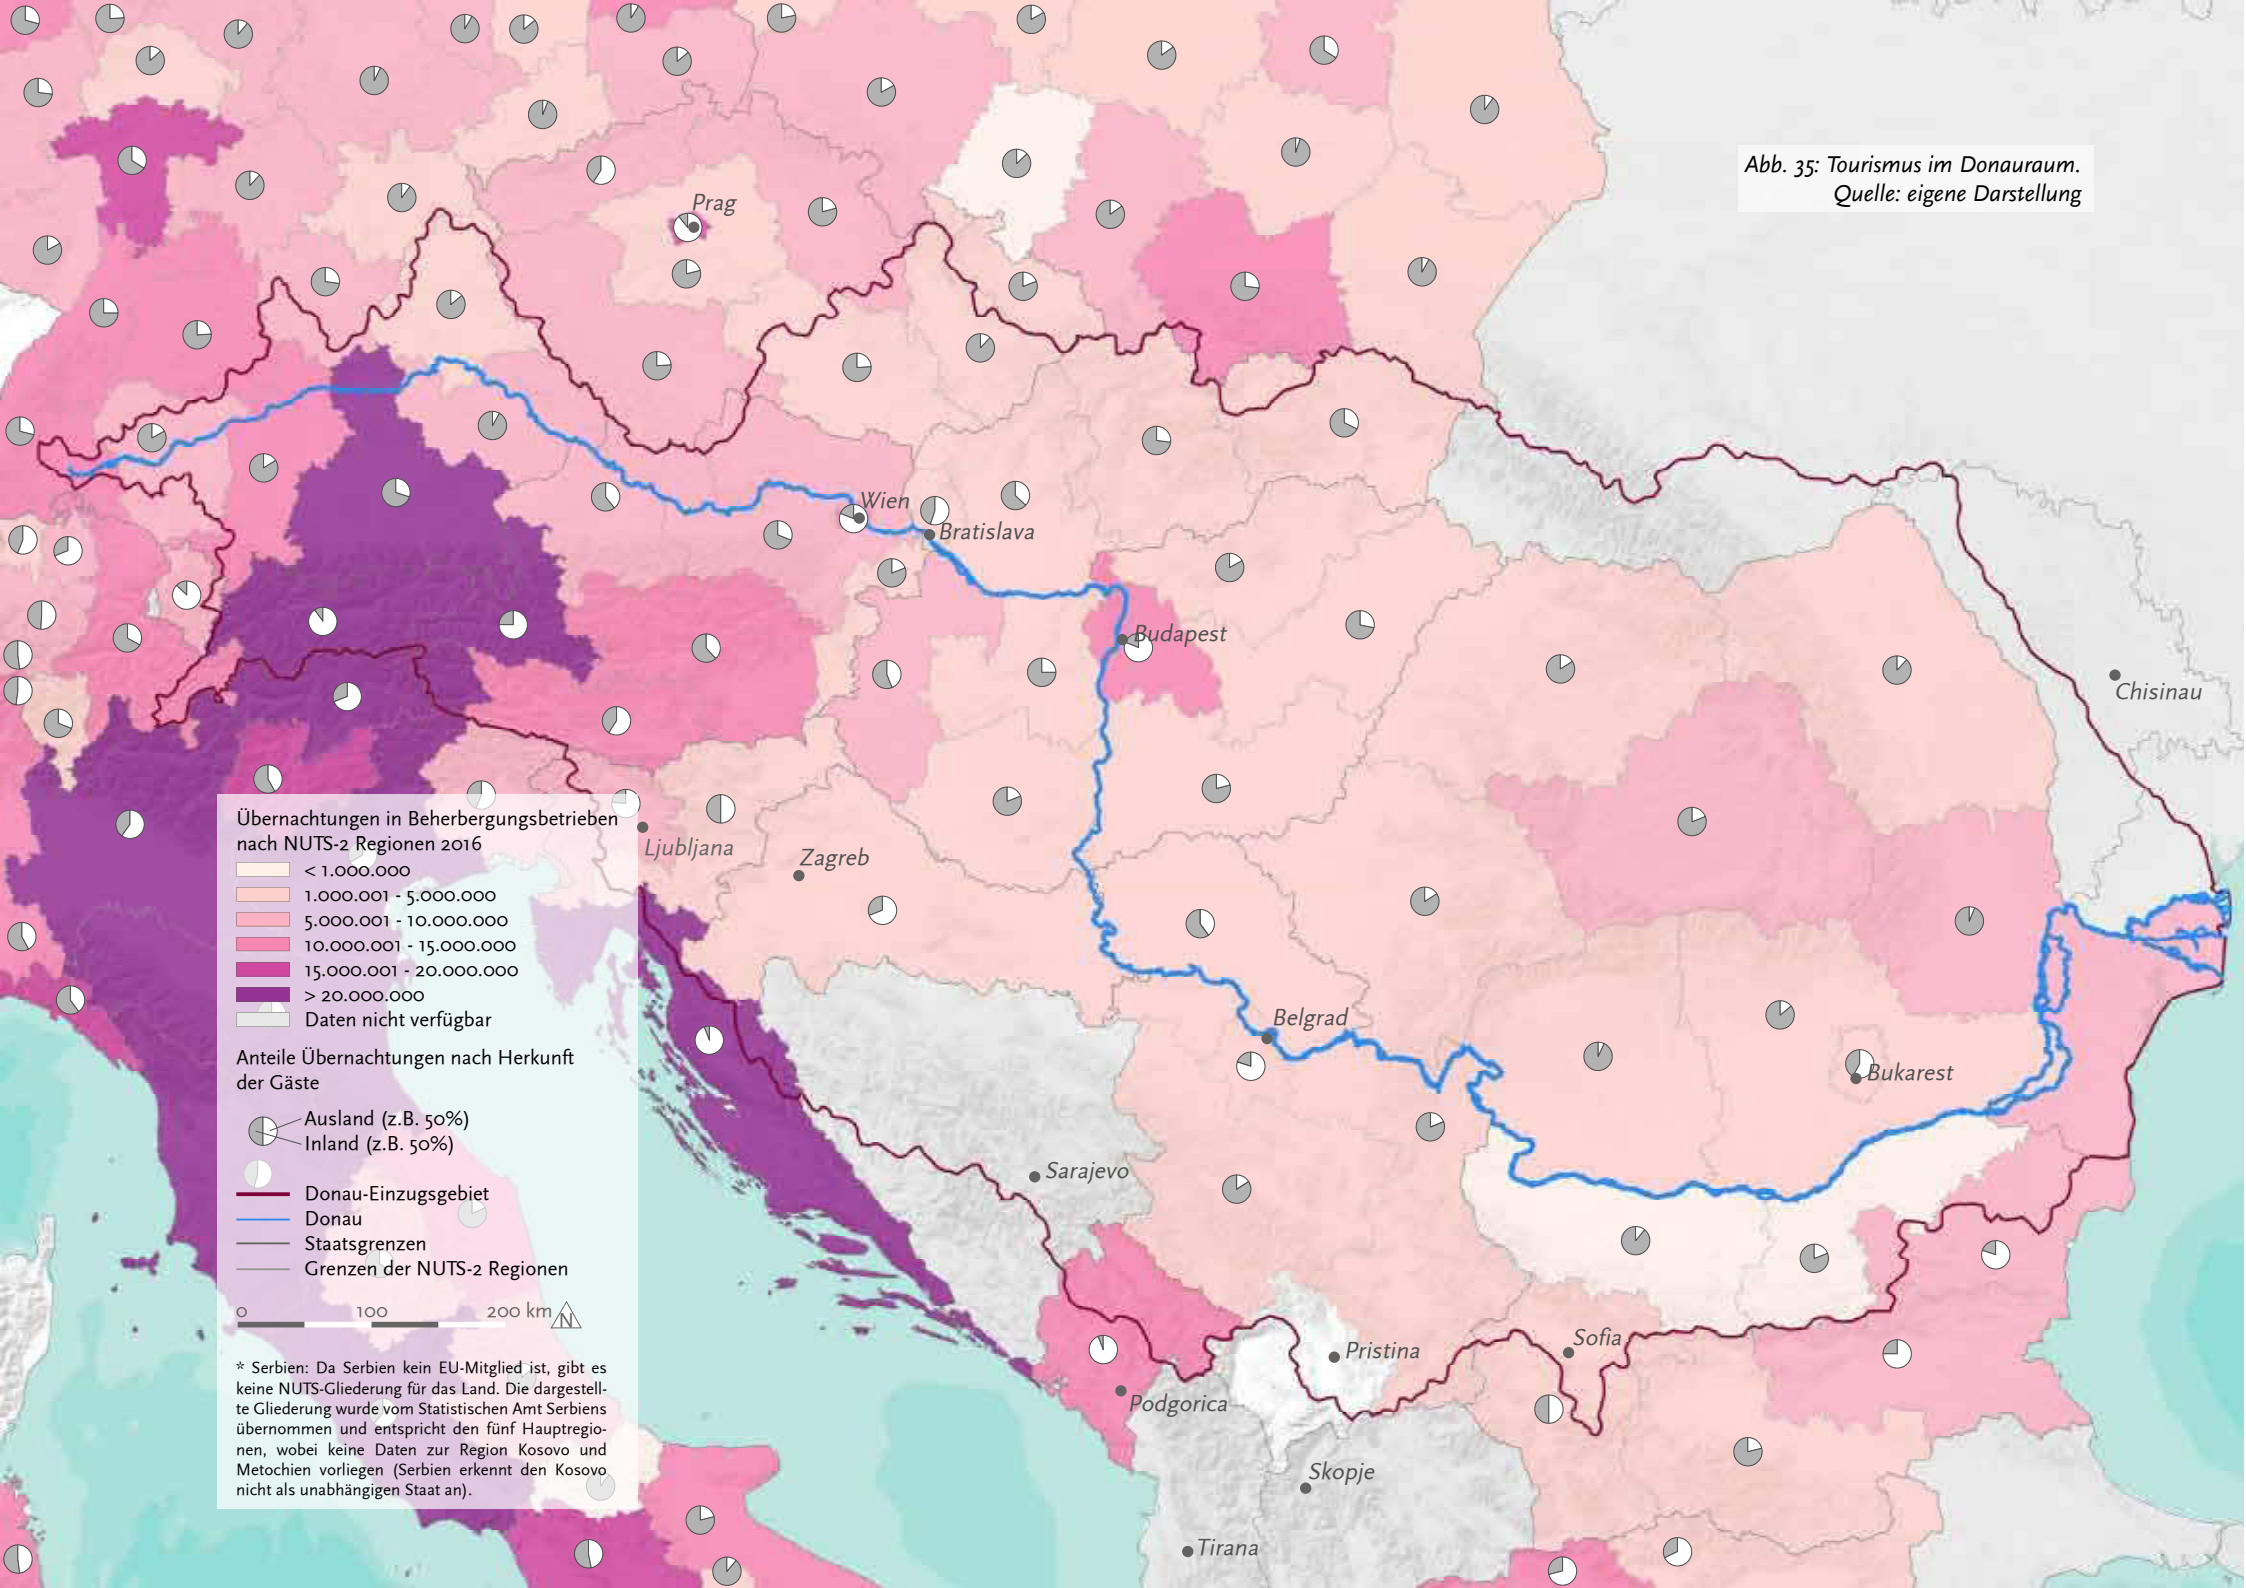 Abb. 35: Tourismus im Donauraum.
Quelle: eigene Darstellung
Prag
Wien
Bratislava
Budapest
Chisinau
Ljubljana
Zagreb
Belgrad
Bukarest
Sarajevo
Sofia
Pristina
Podgorica
Skopje
Tirana
Übernachtungen in Beherbergungsbetrieben
nach NUTS-2 Regionen 2016
< 1.000.000
1.000.001 - 5.000.000
5.000.001 - 10.000.000
10.000.001 - 15.000.000
15.000.001 - 20.000.000
> 20.000.000
Daten nicht verfügbar
Anteile Übernachtungen nach Herkunft
der Gäste
Ausland (z.B. 50%)
Inland (z.B. 50%)
Donau-Einzugsgebiet
Donau
Staatsgrenzen
Grenzen der NUTS-2 Regionen
0 100 200 km N
* Serbien: Da Serbien kein EU-Mitglied ist, gibt es
keine NUTS-Gliederung für das Land. Die dargestell-
te Gliederung wurde vom Statistischen Amt Serbiens
übernommen und entspricht den fünf Hauptregio-
nen, wobei keine Daten zur Region Kosovo und
Metochien vorliegen (Serbien erkennt den Kosovo
nicht als unabhängigen Staat an).